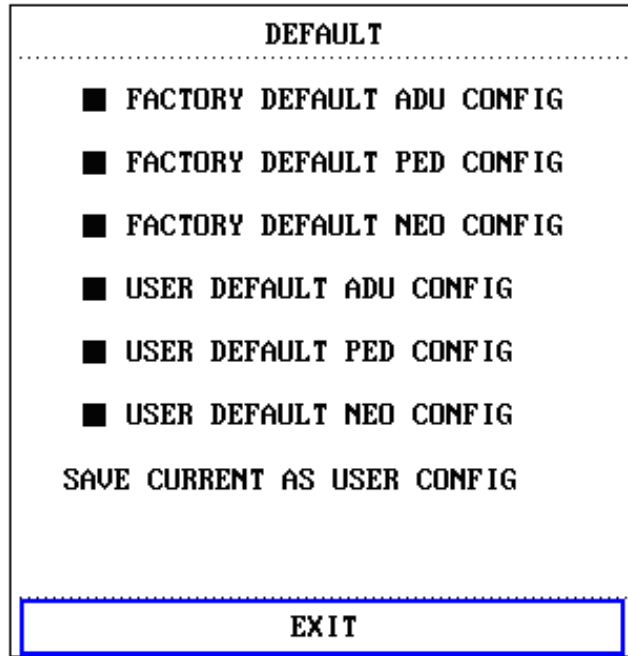 DEFAULT
FACTORY DEFAULT ADU CONFIG
FACTORY DEFAULT PED CONFIG
FACTORY DEFAULT NEO CONFIG
USER DEFAULT ADU CONFIG
USER DEFAULT PED CONFIG
USER DEFAULT NEO CONFIG
SAVE CURRENT AS USER CONFIG
EXIT